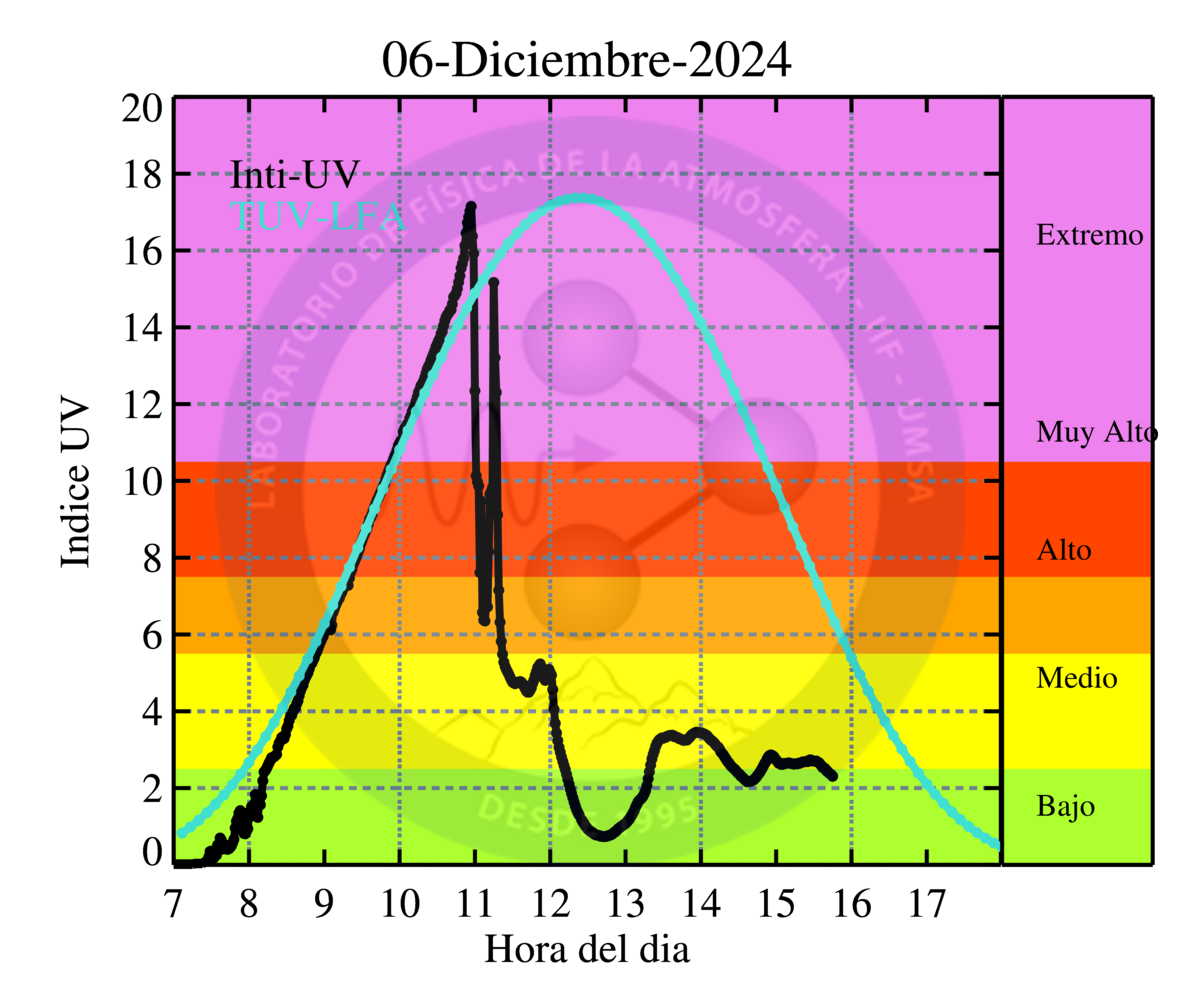 06-Diciembre-2024
20
18
16
14
12
10
8
6
4
2
0
Indice UV
Inti-UV
TUV-LFA
LABORATORIO DE FÍSICA DE LA ATMÓSFERA - IIF - UMSA
DESDE 1995
Extremo
Muy Alto
Alto
Medio
Bajo
7 8 9 10 11 12 13 14 15 16 17
Hora del dia